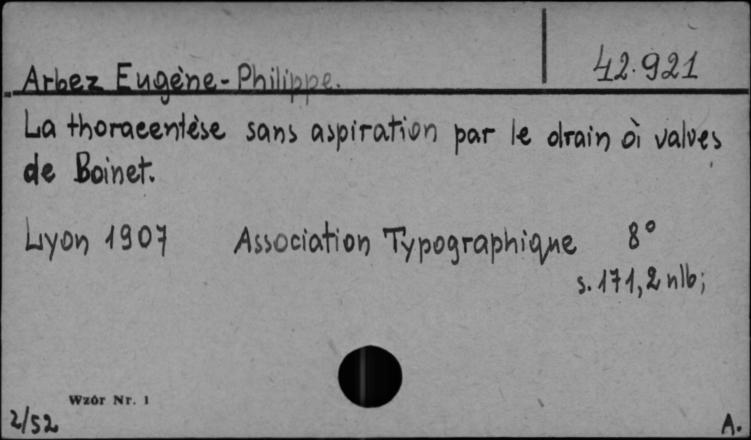 42.921
Arbez Eugène-Philippe.
La thoracentèse sans aspiration par le drain à valves
de Boinet.
Lyon 1907 Association Typographique 8°
s. 171, 2 nlb;
Wzór Nr. 1
2/52
A.